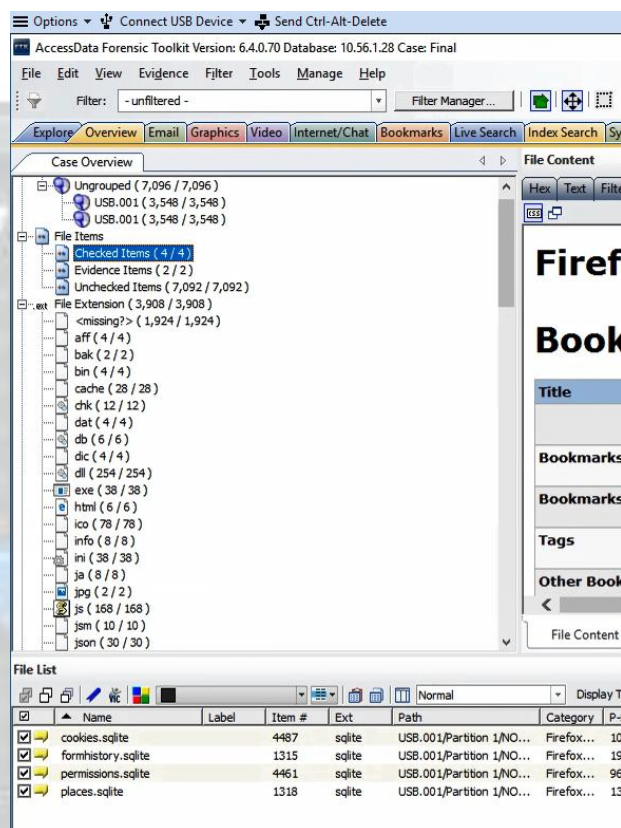 Options Connect USB Device Send Ctrl-Alt-Delete
AccessData Forensic Toolkit Version: 6.4.0.70 Database: 10.56.1.28 Case: Final
File Edit View Evidence Filter Tools Manage Help
Filter: - unfiltered - Filter Manager...
Explore Overview Email Graphics Video Internet/Chat Bookmarks Live Search Index Search Sy
Case Overview
File Content
Hex Text Filte
Ungrouped ( 7,096 / 7,096 )
USB.001 ( 3,548 / 3,548 )
USB.001 ( 3,548 / 3,548 )
File Items
Checked Items ( 4 / 4 )
Evidence Items ( 2 / 2 )
Unchecked Items ( 7,092 / 7,092 )
File Extension ( 3,908 / 3,908 )
<missing?> ( 1,924 / 1,924 )
aff ( 4 / 4 )
bak ( 2 / 2 )
bin ( 4 / 4 )
cache ( 28 / 28 )
chk ( 12 / 12 )
dat ( 4 / 4 )
db ( 6 / 6 )
dic ( 4 / 4 )
dll ( 254 / 254 )
exe ( 38 / 38 )
html ( 6 / 6 )
ico ( 78 / 78 )
info ( 8 / 8 )
ini ( 38 / 38 )
ja ( 8 / 8 )
jpg ( 2 / 2 )
js ( 168 / 168 )
jsm ( 10 / 10 )
json ( 30 / 30 )
Firef
Book
Title
Bookmarks
Bookmarks
Tags
Other Book
File Content
File List
Normal Display T
Name Label Item # Ext Path Category P-
cookies.sqlite 4487 sqlite USB.001/Partition 1/NO... Firefox... 10
formhistory.sqlite 1315 sqlite USB.001/Partition 1/NO... Firefox... 19
permissions.sqlite 4461 sqlite USB.001/Partition 1/NO... Firefox... 96
places.sqlite 1318 sqlite USB.001/Partition 1/NO... Firefox... 13